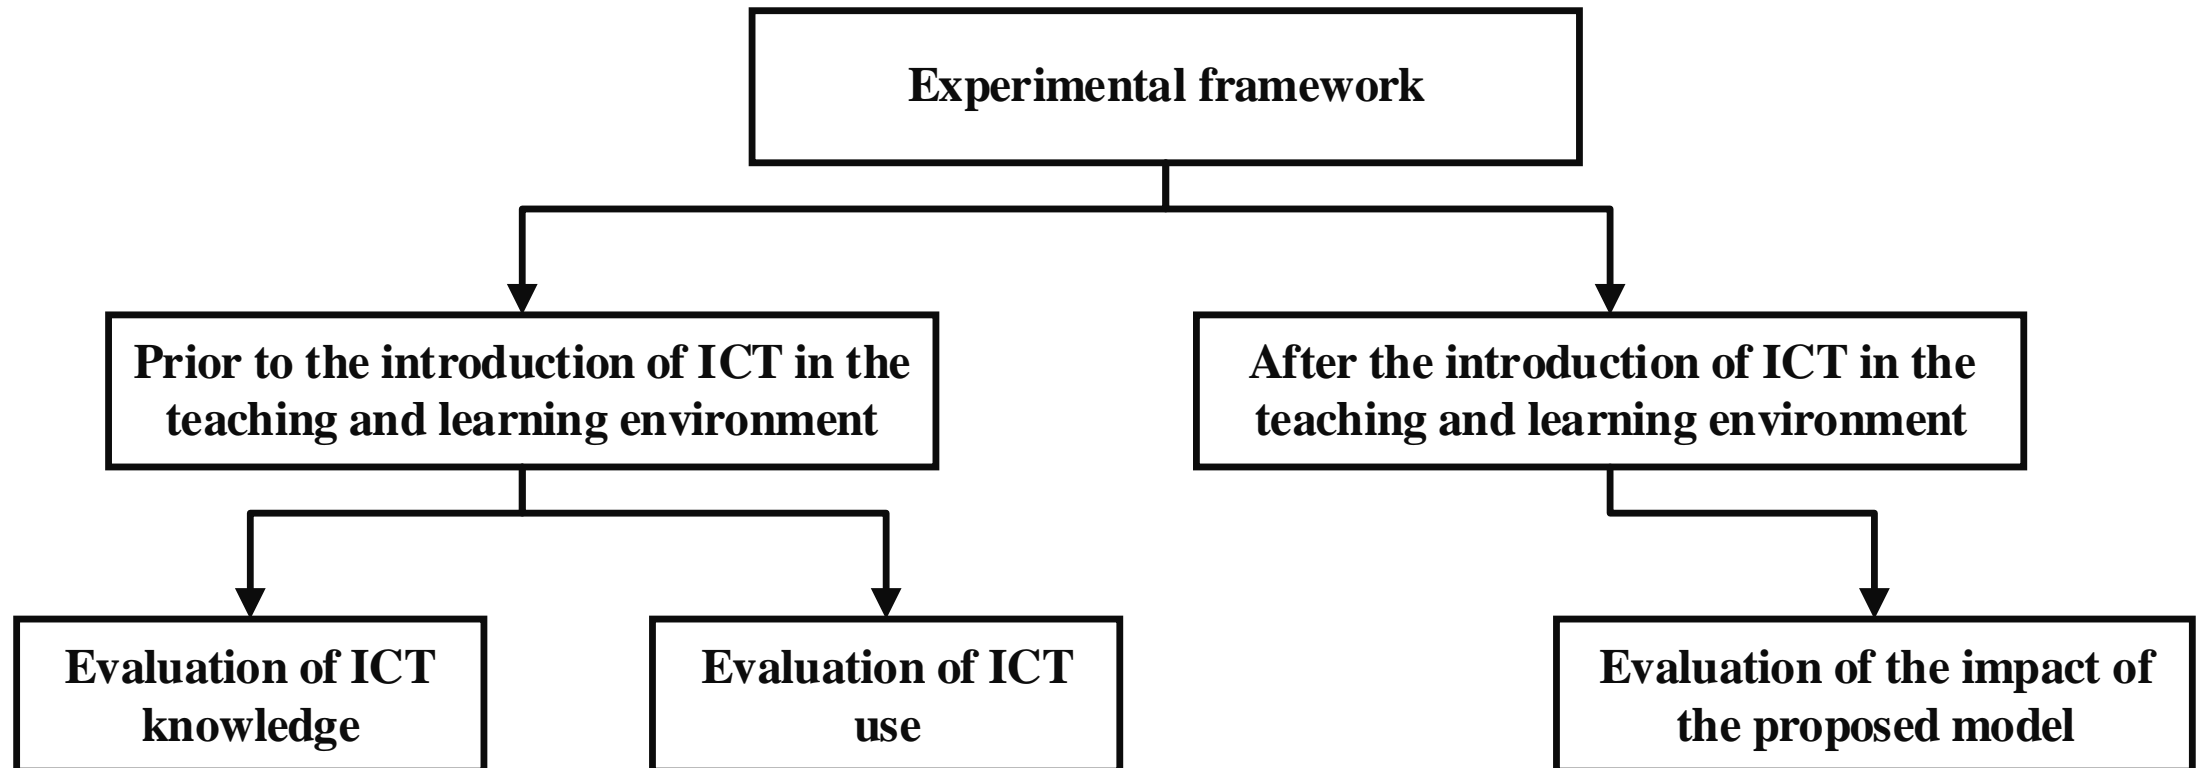 Experimental framework
Prior to the introduction of ICT in the
teaching and learning environment
After the introduction of ICT in the
teaching and learning environment
Evaluation of ICT
knowledge
Evaluation of ICT
use
Evaluation of the impact of
the proposed model